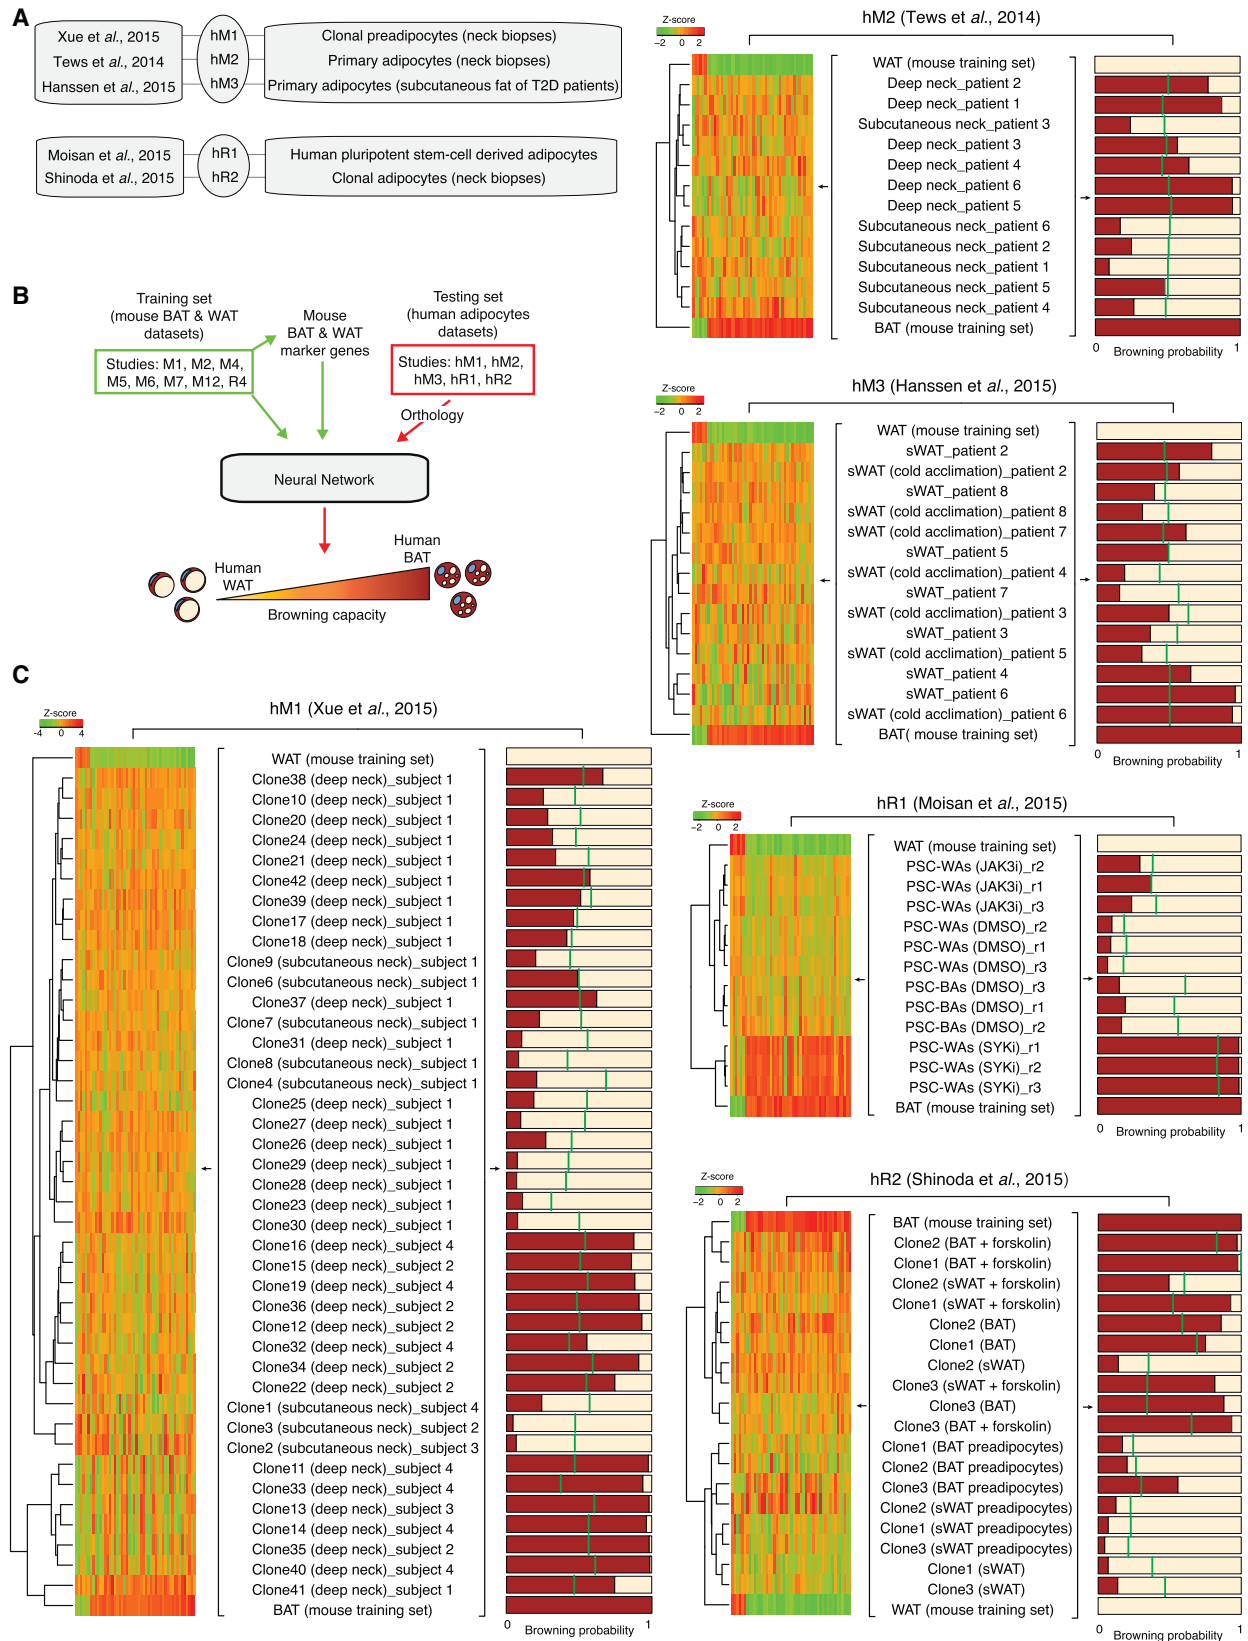 A
Xue et al., 2015
Tews et al., 2014
Hanssen et al., 2015
hM1
hM2
hM3
Clonal preadipocytes (neck biopses)
Primary adipocytes (neck biopses)
Primary adipocytes (subcutaneous fat of T2D patients)
Moisan et al., 2015
Shinoda et al., 2015
hR1
hR2
Human pluripotent stem-cell derived adipocytes
Clonal adipocytes (neck biopses)
B
Training set
(mouse BAT & WAT
datasets)
Studies: M1, M2, M4,
M5, M6, M7, M12, R4
Mouse
BAT & WAT
marker genes
Testing set
(human adipocytes
datasets)
Studies: hM1, hM2,
hM3, hR1, hR2
Orthology
Neural Network
Human
WAT
Human
BAT
Browning capacity
C
hM1 (Xue et al., 2015)
Z-score
-4 0 4
WAT (mouse training set)
Clone38 (deep neck)_subject 1
Clone10 (deep neck)_subject 1
Clone20 (deep neck)_subject 1
Clone24 (deep neck)_subject 1
Clone21 (deep neck)_subject 1
Clone42 (deep neck)_subject 1
Clone39 (deep neck)_subject 1
Clone17 (deep neck)_subject 1
Clone18 (deep neck)_subject 1
Clone9 (subcutaneous neck)_subject 1
Clone6 (subcutaneous neck)_subject 1
Clone37 (deep neck)_subject 1
Clone7 (subcutaneous neck)_subject 1
Clone31 (deep neck)_subject 1
Clone8 (subcutaneous neck)_subject 1
Clone4 (subcutaneous neck)_subject 1
Clone25 (deep neck)_subject 1
Clone27 (deep neck)_subject 1
Clone26 (deep neck)_subject 1
Clone29 (deep neck)_subject 1
Clone28 (deep neck)_subject 1
Clone23 (deep neck)_subject 1
Clone30 (deep neck)_subject 1
Clone16 (deep neck)_subject 4
Clone15 (deep neck)_subject 2
Clone19 (deep neck)_subject 4
Clone36 (deep neck)_subject 2
Clone12 (deep neck)_subject 2
Clone32 (deep neck)_subject 4
Clone34 (deep neck)_subject 2
Clone22 (deep neck)_subject 2
Clone1 (subcutaneous neck)_subject 4
Clone3 (subcutaneous neck)_subject 2
Clone2 (subcutaneous neck)_subject 3
Clone11 (deep neck)_subject 4
Clone33 (deep neck)_subject 4
Clone13 (deep neck)_subject 3
Clone14 (deep neck)_subject 4
Clone35 (deep neck)_subject 2
Clone40 (deep neck)_subject 4
Clone41 (deep neck)_subject 1
BAT (mouse training set)
0 1
Browning probability
hM2 (Tews et al., 2014)
Z-score
−2 0 2
WAT (mouse training set)
Deep neck_patient 2
Deep neck_patient 1
Subcutaneous neck_patient 3
Deep neck_patient 3
Deep neck_patient 4
Deep neck_patient 6
Deep neck_patient 5
Subcutaneous neck_patient 6
Subcutaneous neck_patient 2
Subcutaneous neck_patient 1
Subcutaneous neck_patient 5
Subcutaneous neck_patient 4
BAT (mouse training set)
0 1
Browning probability
hM3 (Hanssen et al., 2015)
Z-score
−2 0 2
WAT (mouse training set)
sWAT_patient 2
sWAT (cold acclimation)_patient 2
sWAT_patient 8
sWAT (cold acclimation)_patient 8
sWAT (cold acclimation)_patient 7
sWAT_patient 5
sWAT (cold acclimation)_patient 4
sWAT_patient 7
sWAT (cold acclimation)_patient 3
sWAT_patient 3
sWAT (cold acclimation)_patient 5
sWAT_patient 4
sWAT_patient 6
sWAT (cold acclimation)_patient 6
BAT( mouse training set)
0 1
Browning probability
hR1 (Moisan et al., 2015)
Z-score
−2 0 2
WAT (mouse training set)
PSC-WAs (JAK3i)_r2
PSC-WAs (JAK3i)_r1
PSC-WAs (JAK3i)_r3
PSC-WAs (DMSO)_r2
PSC-WAs (DMSO)_r1
PSC-WAs (DMSO)_r3
PSC-BAs (DMSO)_r3
PSC-BAs (DMSO)_r1
PSC-BAs (DMSO)_r2
PSC-WAs (SYKi)_r1
PSC-WAs (SYKi)_r2
PSC-WAs (SYKi)_r3
BAT (mouse training set)
0 1
Browning probability
hR2 (Shinoda et al., 2015)
Z-score
−2 0 2
BAT (mouse training set)
Clone2 (BAT + forskolin)
Clone1 (BAT + forskolin)
Clone2 (sWAT + forskolin)
Clone1 (sWAT + forskolin)
Clone2 (BAT)
Clone1 (BAT)
Clone2 (sWAT)
Clone3 (sWAT + forskolin)
Clone3 (BAT)
Clone3 (BAT + forskolin)
Clone1 (BAT preadipocytes)
Clone2 (BAT preadipocytes)
Clone3 (BAT preadipocytes)
Clone2 (sWAT preadipocytes)
Clone1 (sWAT preadipocytes)
Clone3 (sWAT preadipocytes)
Clone1 (sWAT)
Clone3 (sWAT)
WAT (mouse training set)
0 1
Browning probability